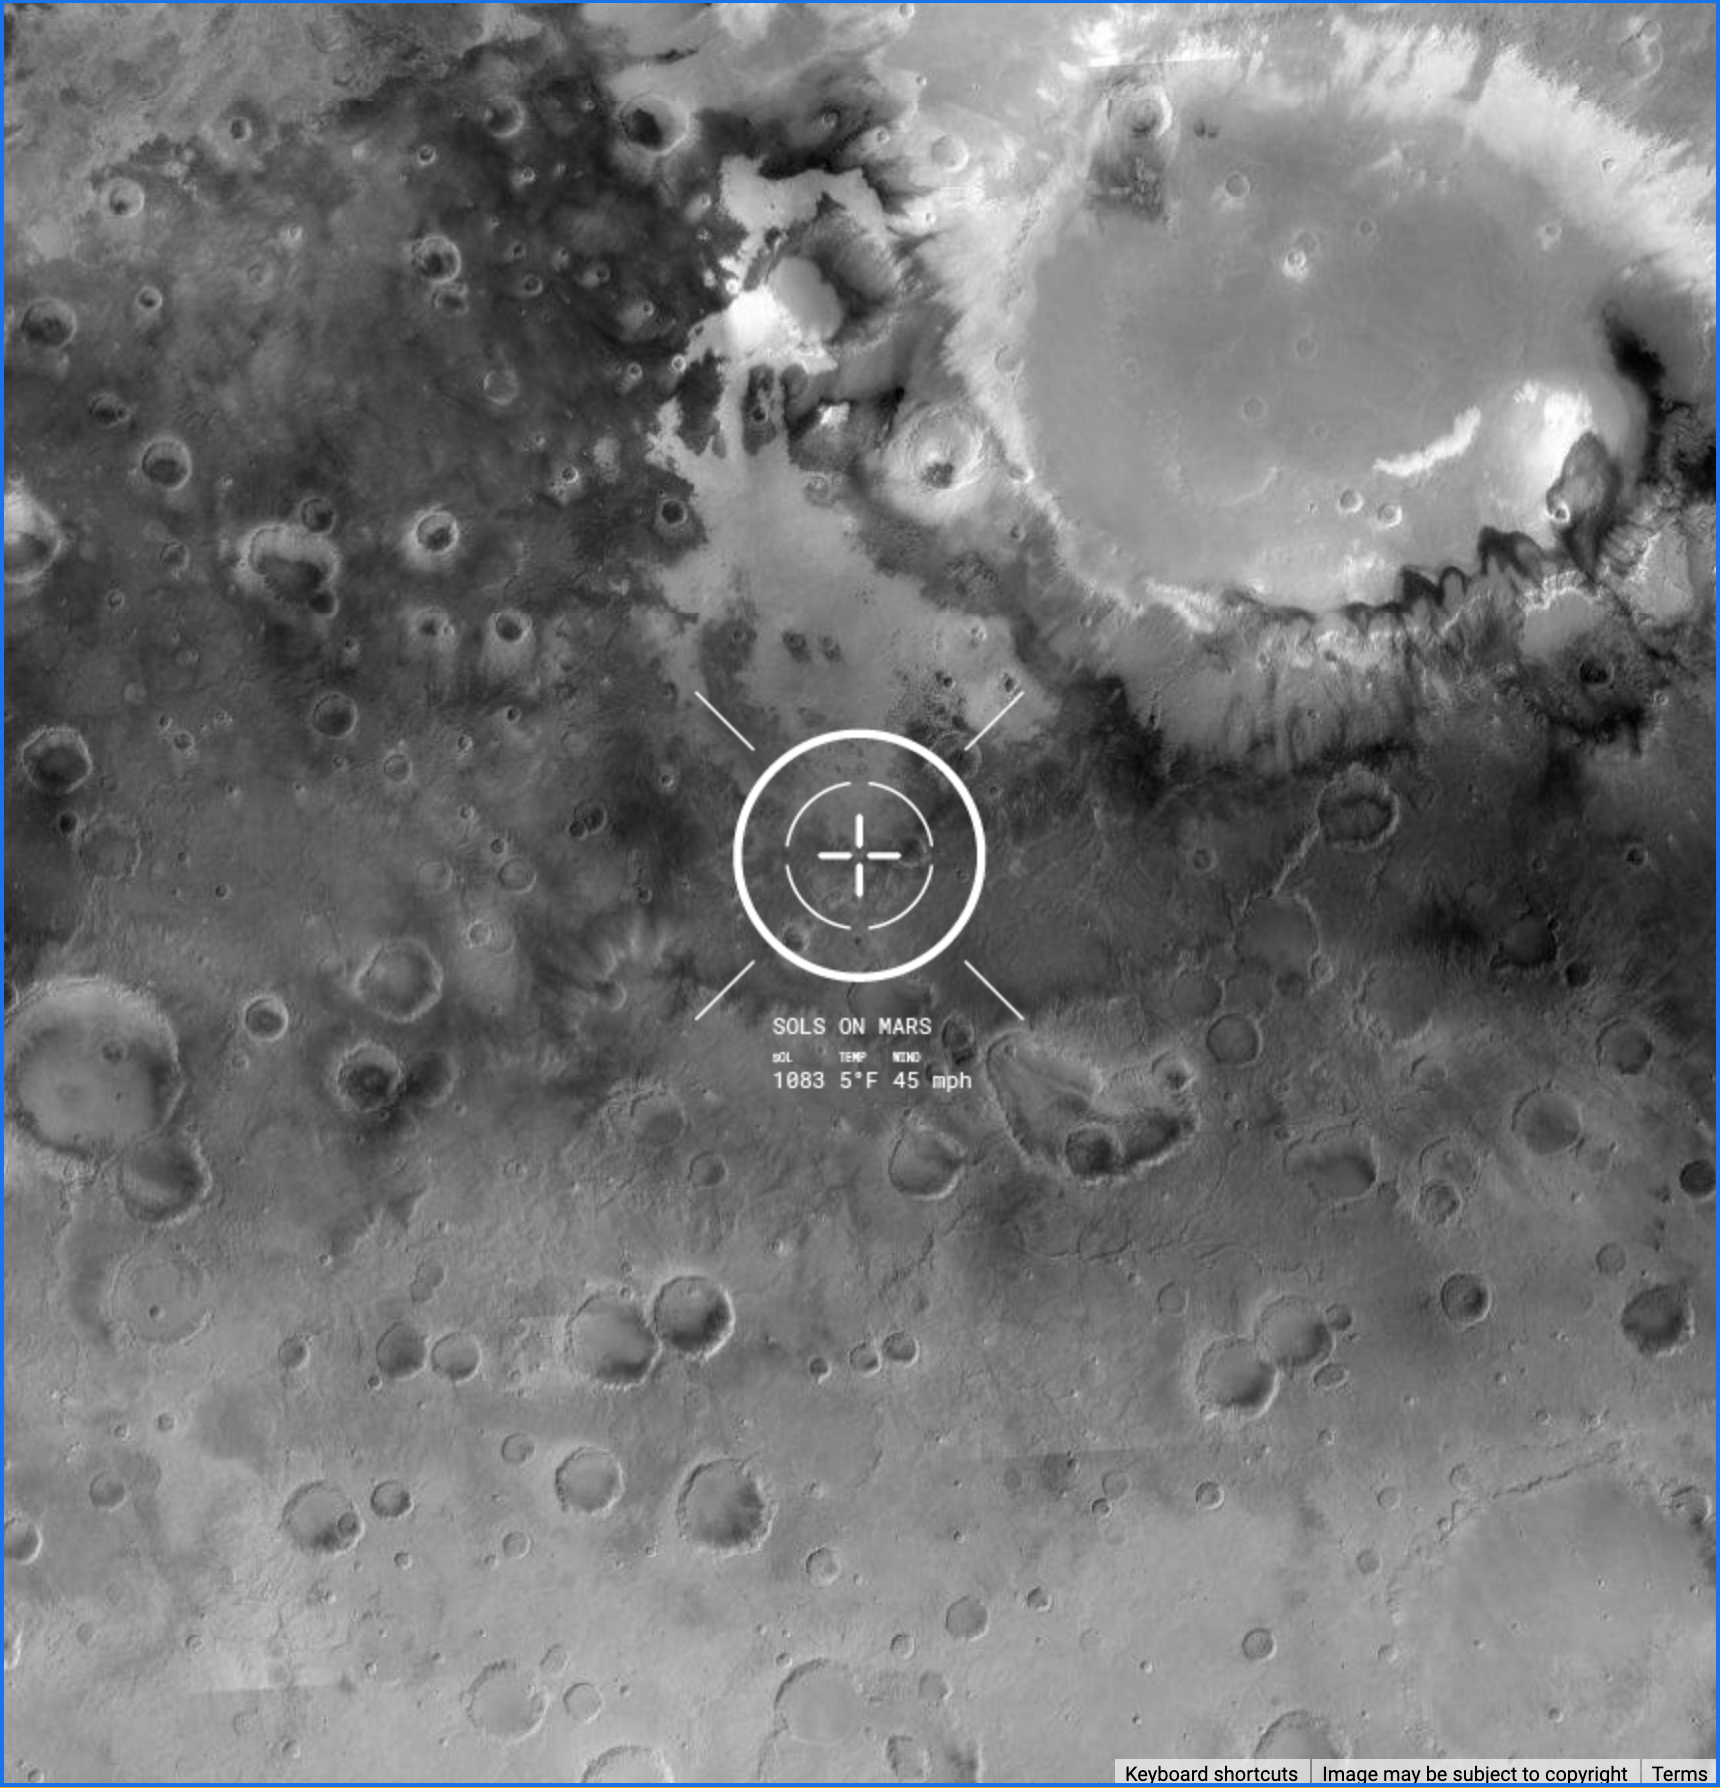 SOLS ON MARS
SOL TEMP WIND
1083 5°F 45 mph
Keyboard shortcuts Image may be subject to copyright Terms